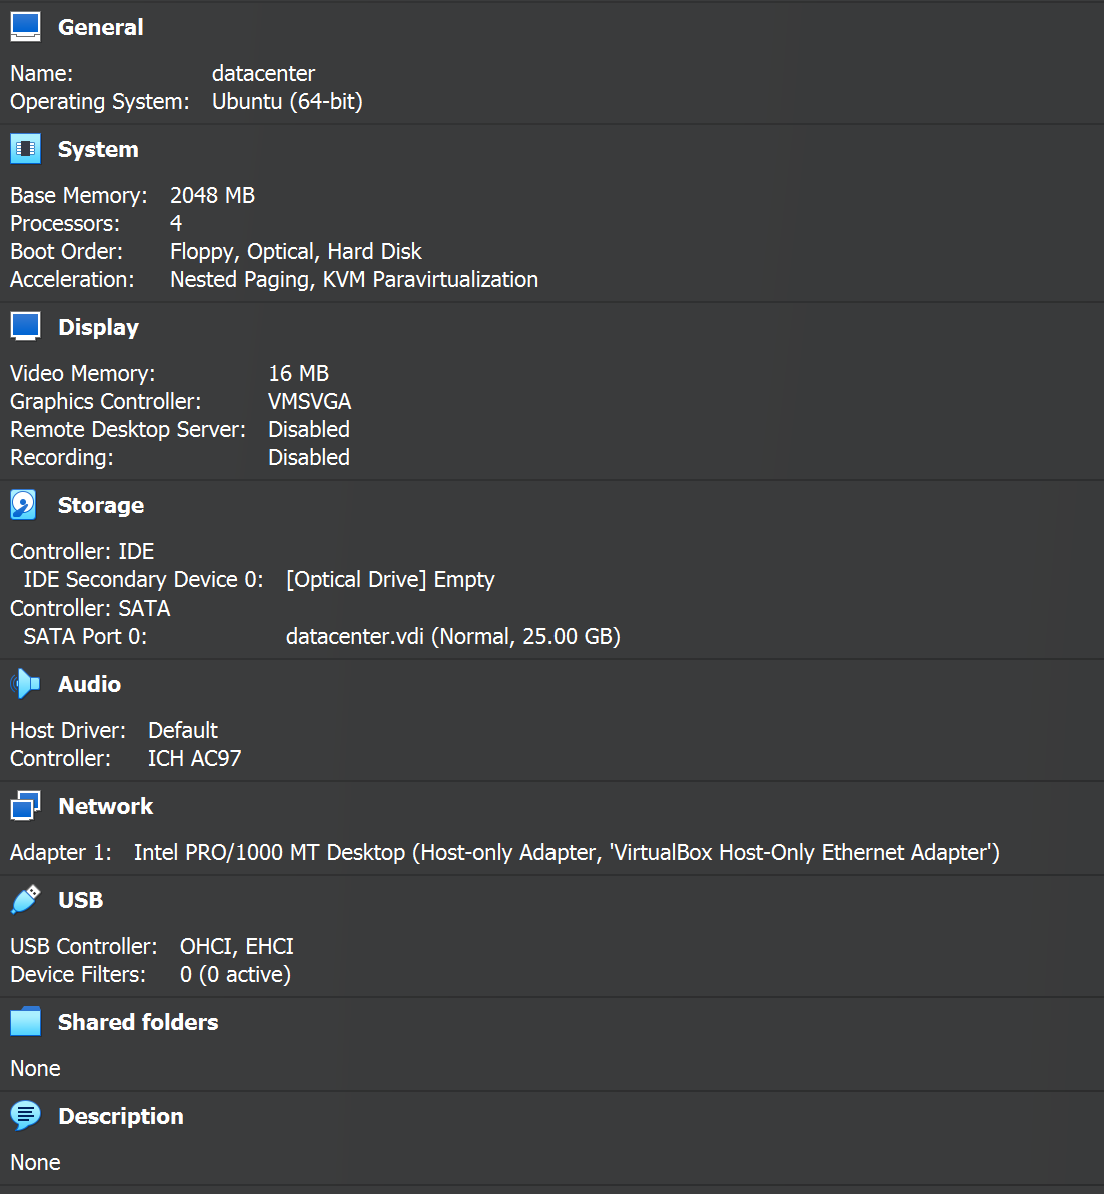 General
Name: datacenter
Operating System: Ubuntu (64-bit)
System
Base Memory: 2048 MB
Processors: 4
Boot Order: Floppy, Optical, Hard Disk
Acceleration: Nested Paging, KVM Paravirtualization
Display
Video Memory: 16 MB
Graphics Controller: VMSVGA
Remote Desktop Server: Disabled
Recording: Disabled
Storage
Controller: IDE
IDE Secondary Device 0: [Optical Drive] Empty
Controller: SATA
SATA Port 0: datacenter.vdi (Normal, 25.00 GB)
Audio
Host Driver: Default
Controller: ICH AC97
Network
Adapter 1: Intel PRO/1000 MT Desktop (Host-only Adapter, 'VirtualBox Host-Only Ethernet Adapter')
USB
USB Controller: OHCI, EHCI
Device Filters: 0 (0 active)
Shared folders
None
Description
None